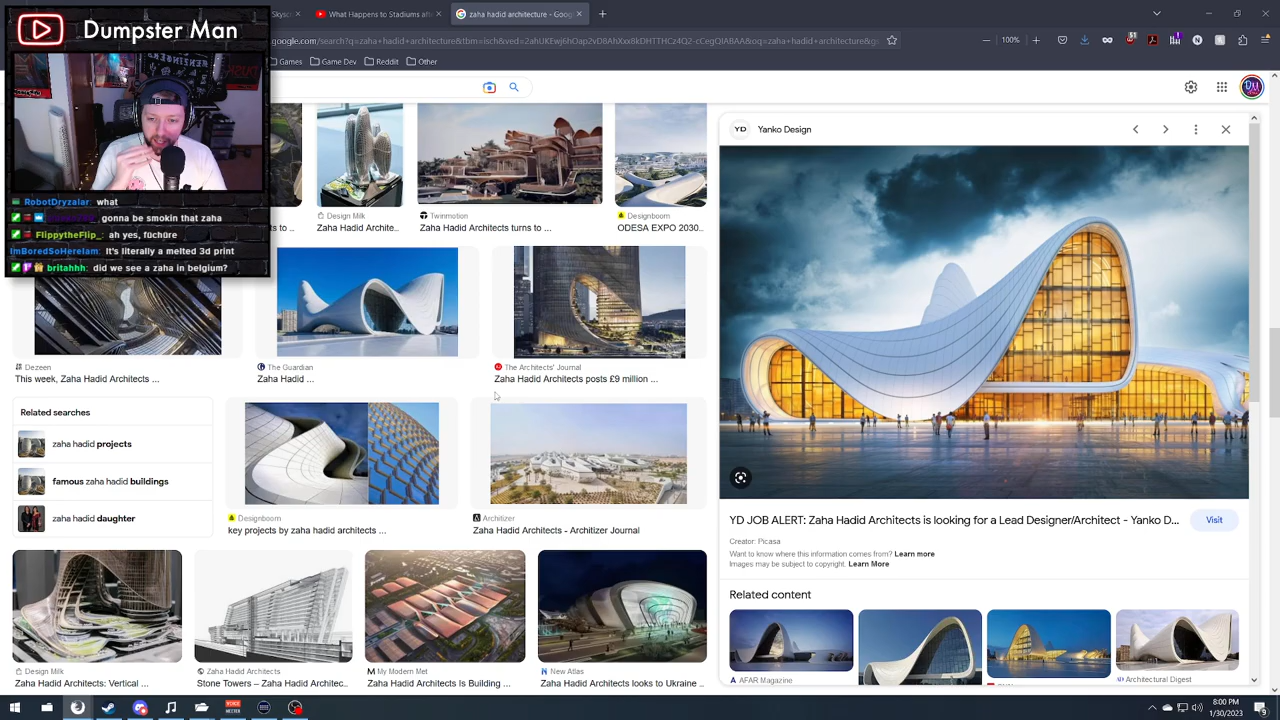 Dumpster Man
Skysc
What Happens to Stadiums aft
zaha hadid architecture - Goog
google.com/search?q=zaha+hadid+architecture&tbm=isch&ved=2ahUKEwj6hOap2vD8AhXxx8kDHTTHCz4Q2-cCegQIABAA&oq=zaha+hadid+architecture&g
100%
Games
Game Dev
Reddit
Other
RobotDryzalar: what
gonna be smokin that zaha
FlippytheFlip_: ah yes, füchüre
ImBoredSoHereIam: It's literally a melted 3d print
britahhh: did we see a zaha in belgium?
ts to ...
Design Milk
Zaha Hadid Archite..
Twinmotion
Zaha Hadid Architects turns to ...
Designboom
ODESA EXPO 2030..
Dezeen
This week, Zaha Hadid Architects ...
The Guardian
Zaha Hadid ...
The Architects' Journal
Zaha Hadid Architects posts £9 million ...
Related searches
zaha hadid projects
famous zaha hadid buildings
zaha hadid daughter
Designboom
key projects by zaha hadid architects ...
Architizer
Zaha Hadid Architects - Architizer Journal
Design Milk
Zaha Hadid Architects: Vertical ...
Zaha Hadid Architects
Stone Towers – Zaha Hadid Architec..
My Modern Met
Zaha Hadid Architects Is Building ...
New Atlas
Zaha Hadid Architects looks to Ukraine ..
YD
Yanko Design
YD JOB ALERT: Zaha Hadid Architects is looking for a Lead Designer/Architect - Yanko D...
Visit
Creator: Picasa
Want to know where this information comes from? Learn more
Images may be subject to copyright. Learn More
Related content
AFAR Magazine
Architectural Digest
8:00 PM
1/30/2023